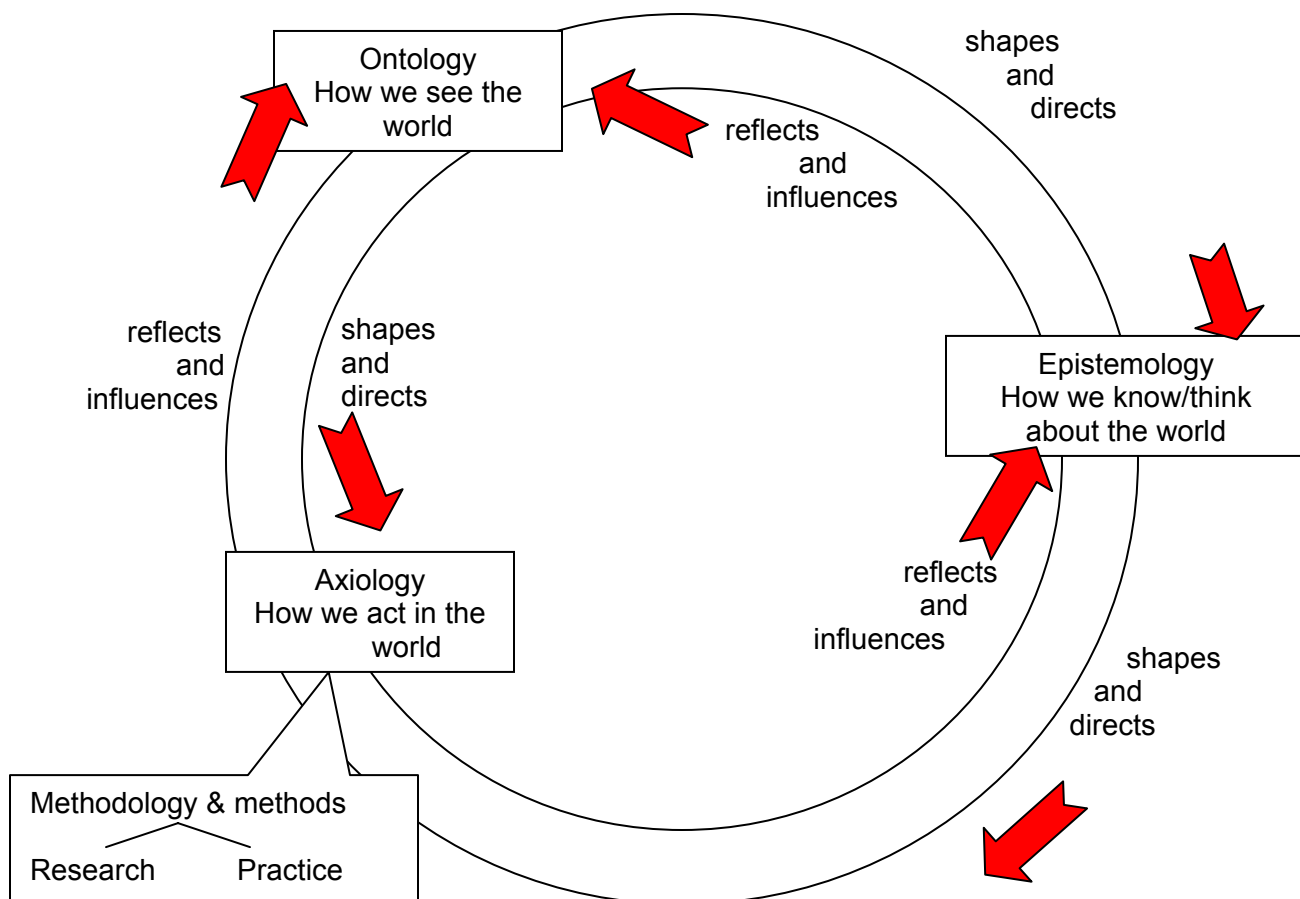 Ontology
How we see the
world
shapes
and
directs
reflects
and
influences
reflects
and
influences
shapes
and
directs
Epistemology
How we know/think
about the world
Axiology
How we act in the
world
reflects
and
influences
shapes
and
directs
Methodology & methods
Research Practice